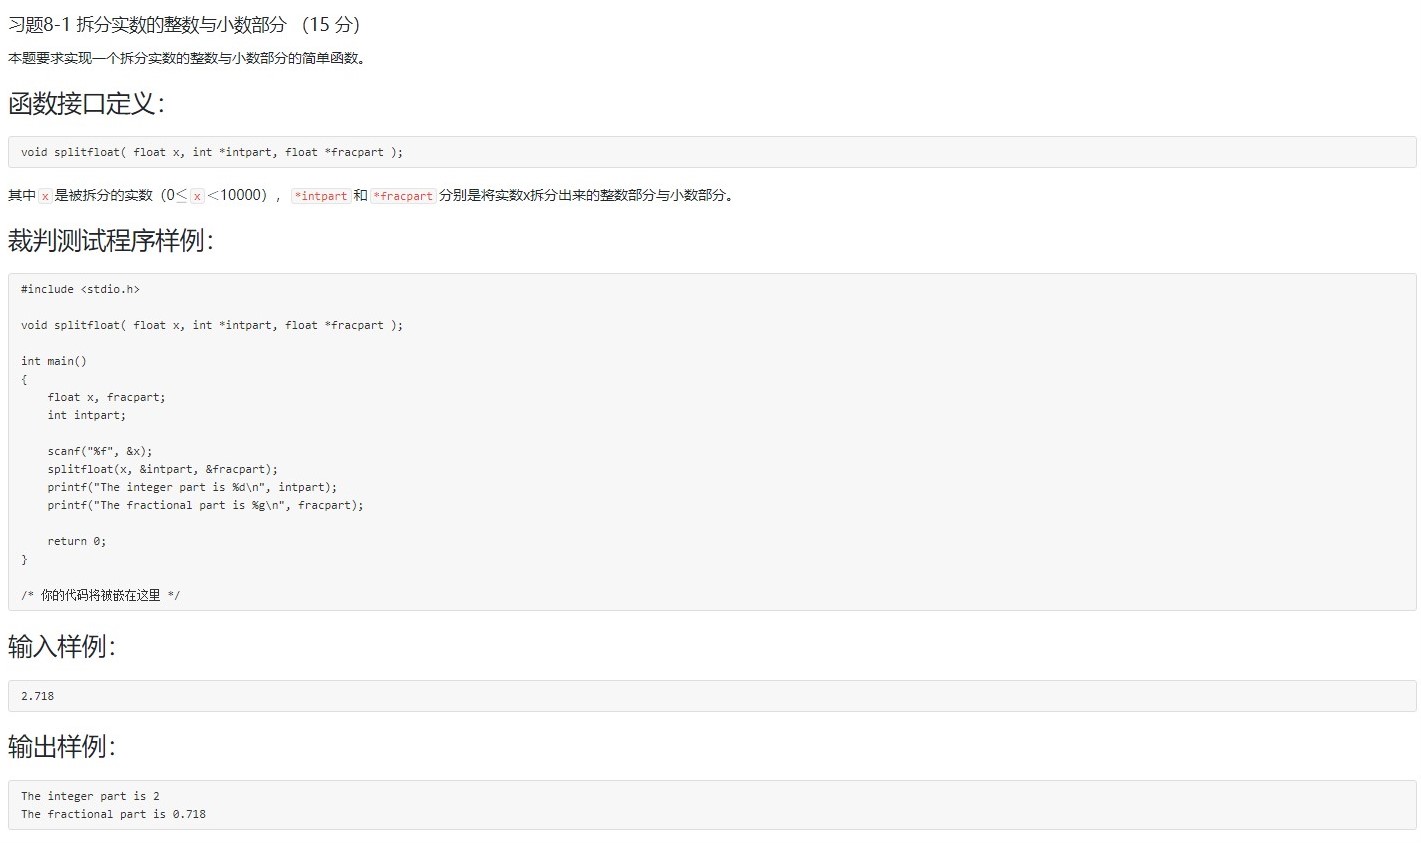 习题8-1 拆分实数的整数与小数部分 （15 分）
本题要求实现一个拆分实数的整数与小数部分的简单函数。
函数接口定义：
void splitfloat( float x, int *intpart, float *fracpart );
其中 x 是被拆分的实数（0≤ x <10000），*intpart 和 *fracpart 分别是将实数x拆分出来的整数部分与小数部分。
裁判测试程序样例：
#include <stdio.h>
void splitfloat( float x, int *intpart, float *fracpart );
int main()
{
    float x, fracpart;
    int intpart;
    scanf("%f", &x);
    splitfloat(x, &intpart, &fracpart);
    printf("The integer part is %d\n", intpart);
    printf("The fractional part is %g\n", fracpart);
    return 0;
}
/* 你的代码将被嵌在这里 */
输入样例：
2.718
输出样例：
The integer part is 2
The fractional part is 0.718